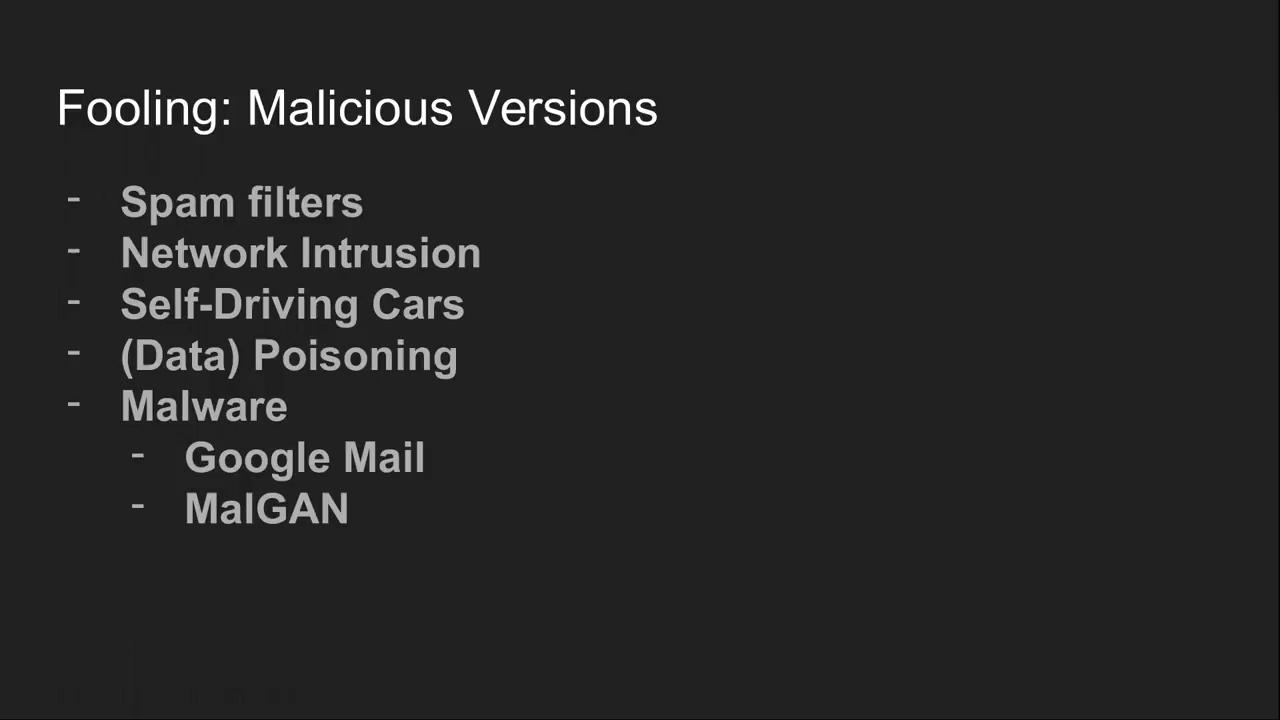 Fooling: Malicious Versions
- Spam filters
- Network Intrusion
- Self-Driving Cars
- (Data) Poisoning
- Malware
- Google Mail
- MalGAN